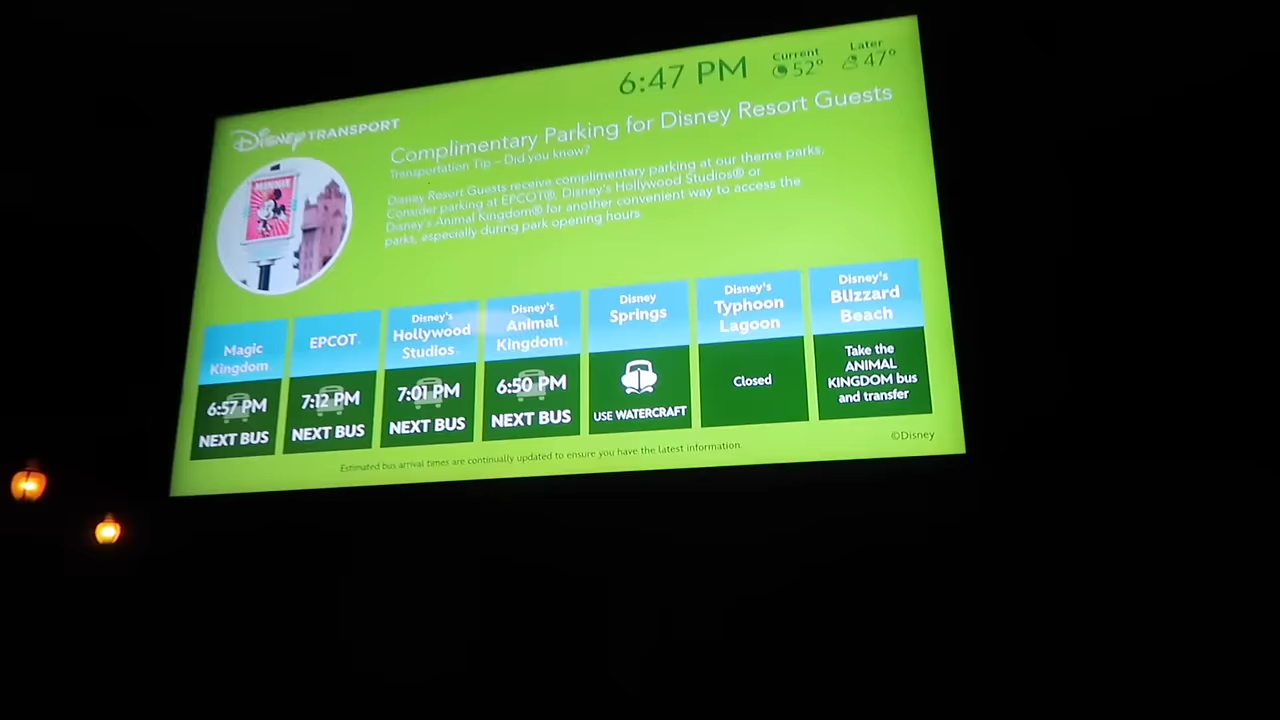 6:47 PM
Current
52°
Later
47°
Disney TRANSPORT
Complimentary Parking for Disney Resort Guests
Transportation Tip – Did you know?
Disney Resort Guests receive complimentary parking at our theme parks.
Consider parking at EPCOT®, Disney's Hollywood Studios® or
Disney's Animal Kingdom® for another convenient way to access the
parks, especially during park opening hours.
MINNIE
Magic
Kingdom
6:57 PM
NEXT BUS
EPCOT
7:12 PM
NEXT BUS
Disney's
Hollywood
Studios
7:01 PM
NEXT BUS
Disney's
Animal
Kingdom
6:50 PM
NEXT BUS
Disney
Springs
USE WATERCRAFT
Disney's
Typhoon
Lagoon
Closed
Disney's
Blizzard
Beach
Take the
ANIMAL
KINGDOM bus
and transfer
Estimated bus arrival times are continually updated to ensure you have the latest information.
©Disney